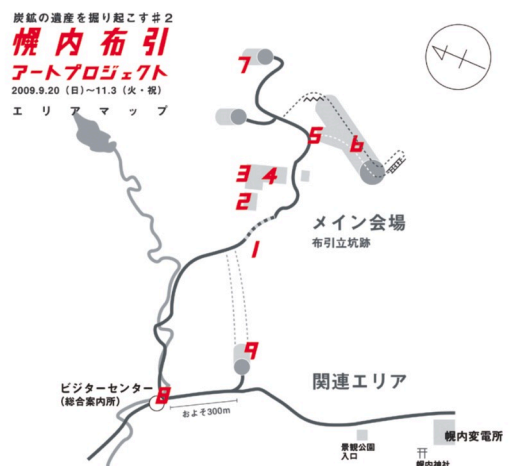 炭鉱の遺産を掘り起こす♯2
幌内布引
アートプロジェクト
2009.9.20（日）～11.3（火・祝）
エリアマップ
7
5
6
3
4
2
1
メイン会場
布引立坑跡
9
関連エリア
ビジターセンター
（総合案内所）
8
およそ300m
景観公園
入口
幌内変電所
幌内神社